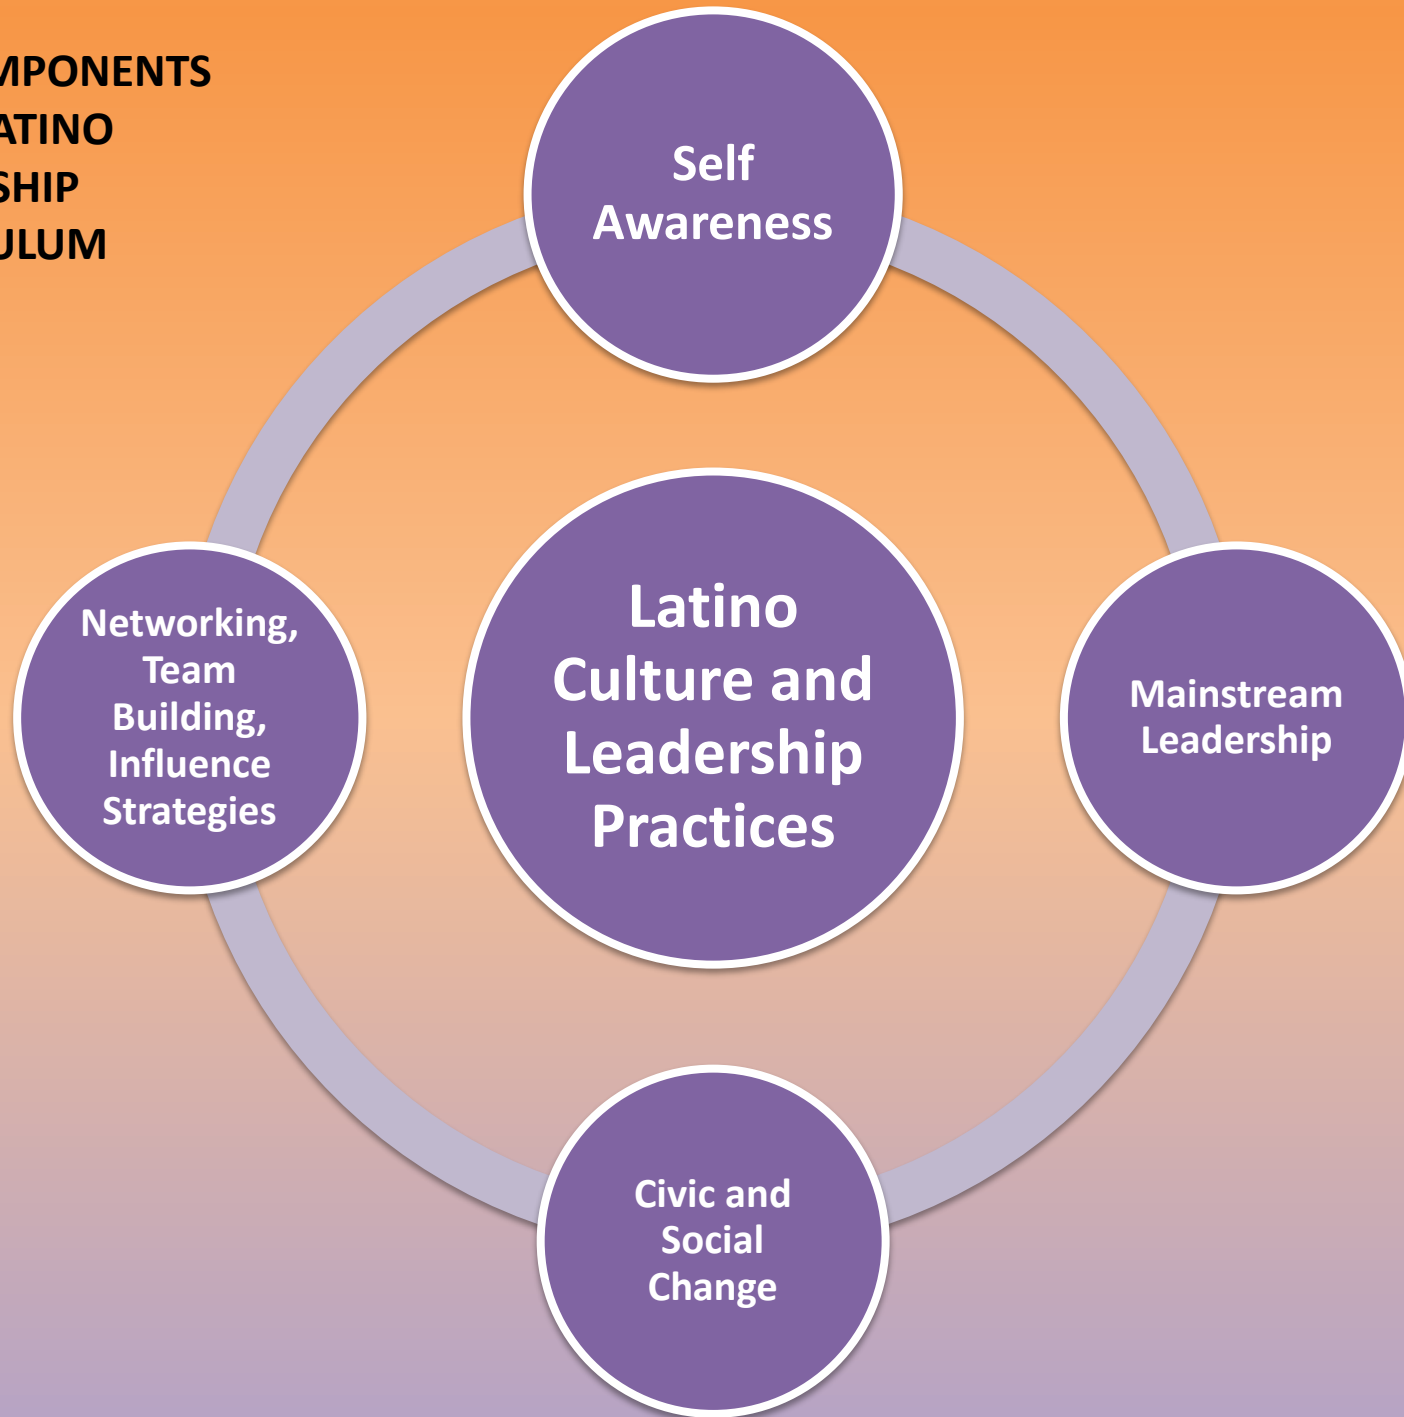 MPONENTS
ATINO
SHIP
ULUM
Self
Awareness
Networking,
Team
Building,
Influence
Strategies
Latino
Culture and
Leadership
Practices
Mainstream
Leadership
Civic and
Social
Change